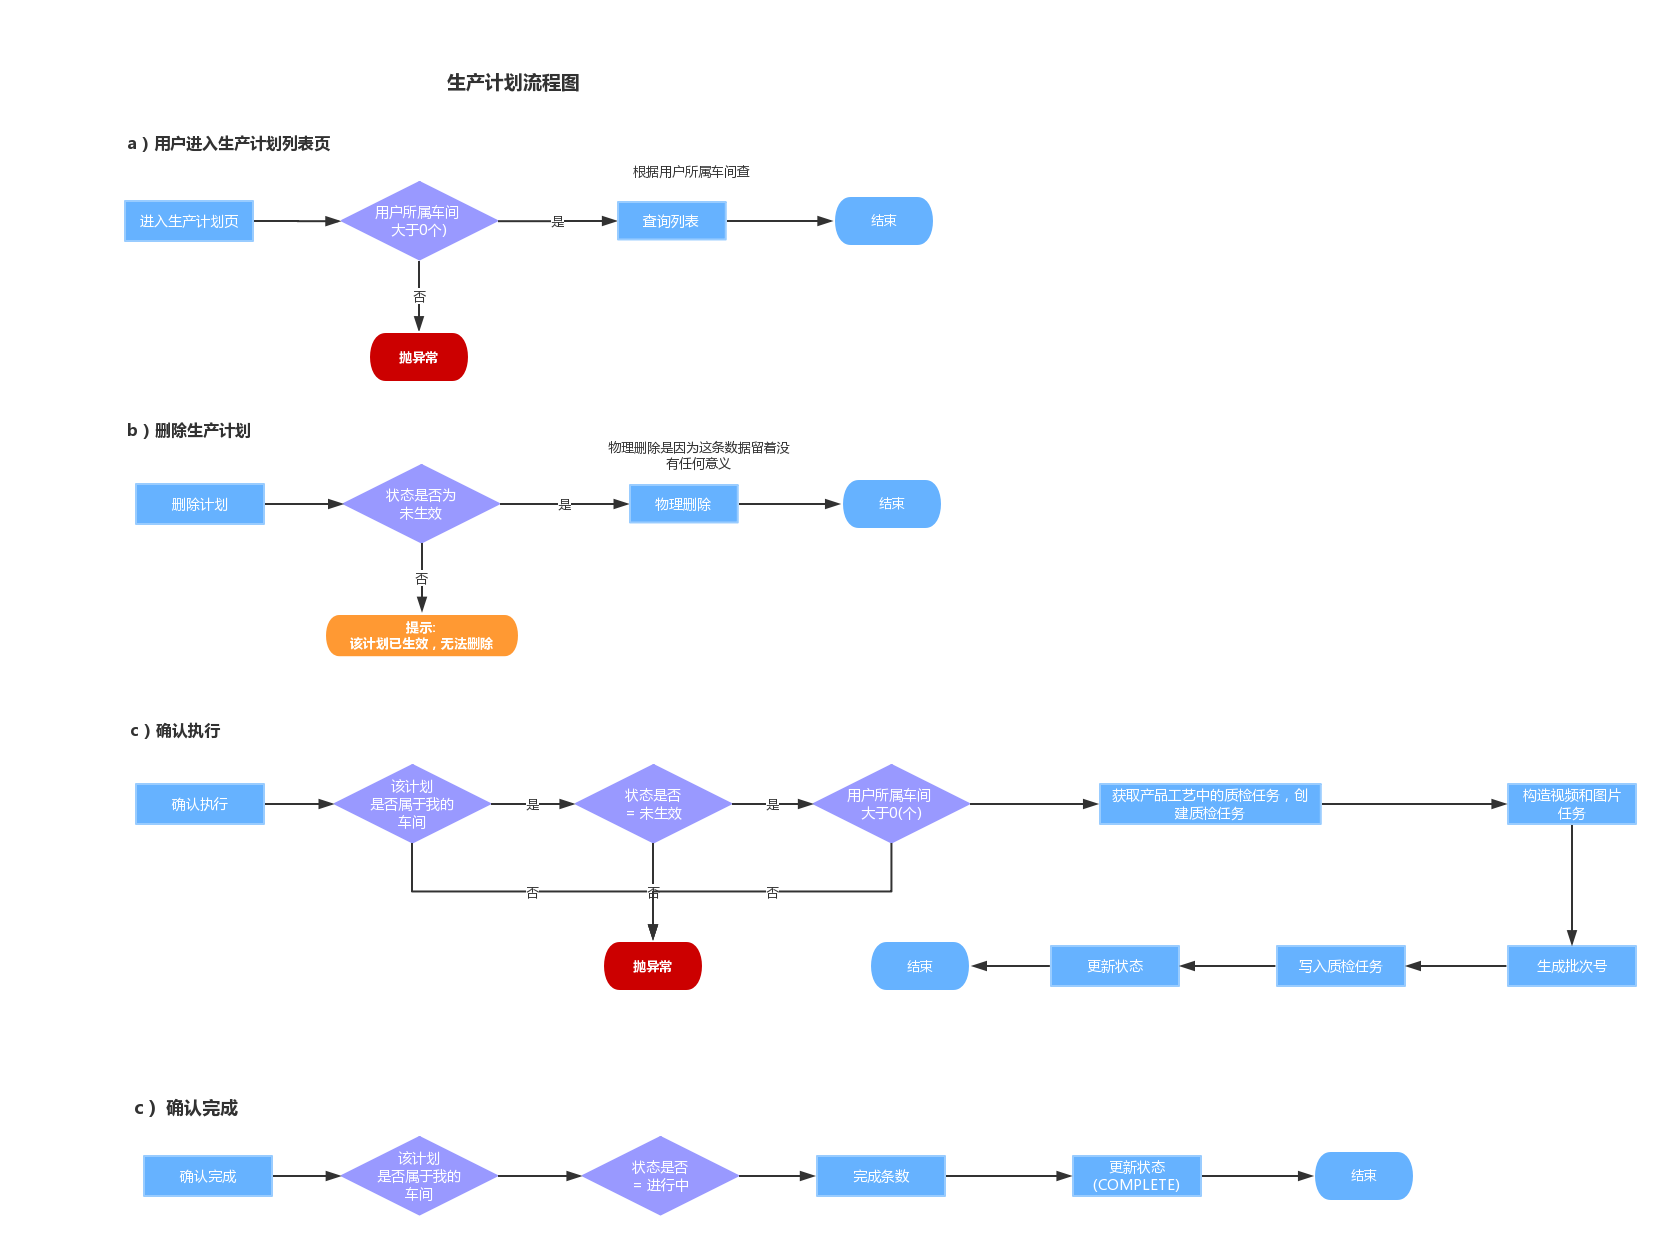 生产计划流程图
a）用户进入生产计划列表页
根据用户所属车间查
进入生产计划页
用户所属车间
大于0个)
是
查询列表
结束
否
抛异常
b）删除生产计划
物理删除是因为这条数据留着没
有任何意义
删除计划
状态是否为
未生效
是
物理删除
结束
否
提示:
该计划已生效，无法删除
c）确认执行
确认执行
该计划
是否属于我的
车间
是
状态是否
= 未生效
是
用户所属车间
大于0(个)
获取产品工艺中的质检任务，创
建质检任务
构造视频和图片
任务
否
否
否
抛异常
结束
更新状态
写入质检任务
生成批次号
c） 确认完成
确认完成
该计划
是否属于我的
车间
状态是否
= 进行中
完成条数
更新状态
(COMPLETE)
结束